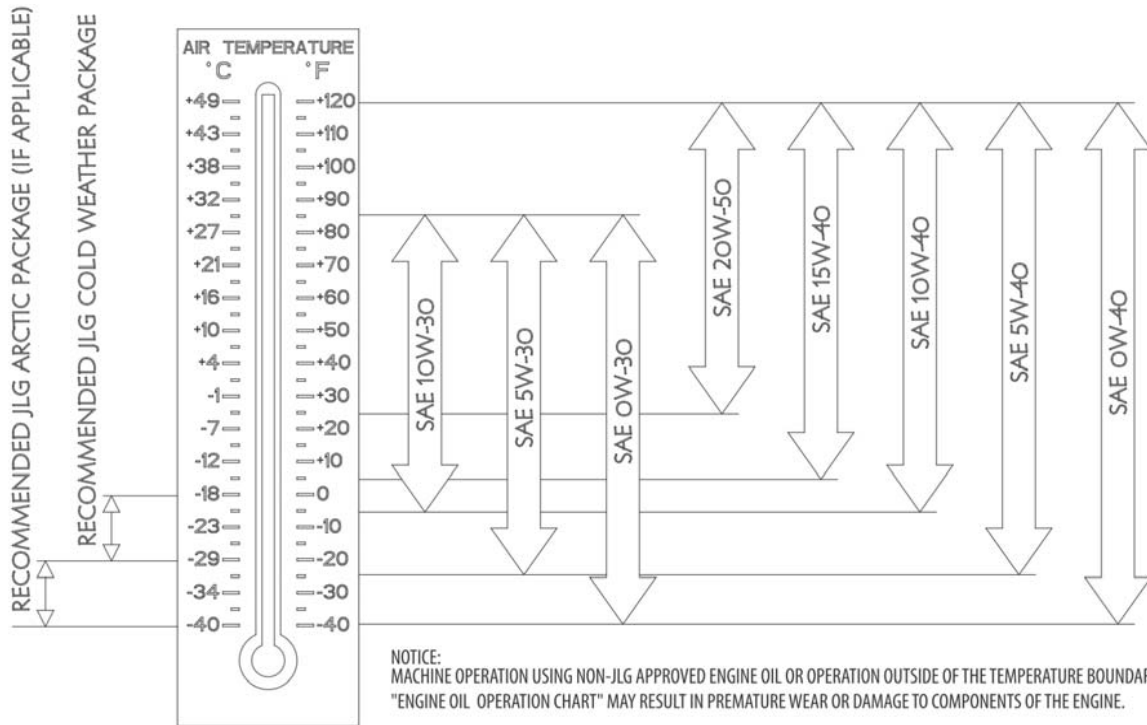 RECOMMENDED JLG ARCTIC PACKAGE (IF APPLICABLE)
RECOMMENDED JLG COLD WEATHER PACKAGE
AIR TEMPERATURE
°C °F
+49 +120
+43 +110
+38 +100
+32 +90
+27 +80
+21 +70
+16 +60
+10 +50
+4 +40
-1 +30
-7 +20
-12 +10
-18 0
-23 -10
-29 -20
-34 -30
-40 -40
SAE 10W-30
SAE 5W-30
SAE 0W-30
SAE 20W-50
SAE 15W-40
SAE 10W-40
SAE 5W-40
SAE 0W-40
NOTICE:
MACHINE OPERATION USING NON-JLG APPROVED ENGINE OIL OR OPERATION OUTSIDE OF THE TEMPERATURE
"ENGINE OIL OPERATION CHART" MAY RESULT IN PREMATURE WEAR OR DAMAGE TO COMPONENTS OF THE ENGINE.